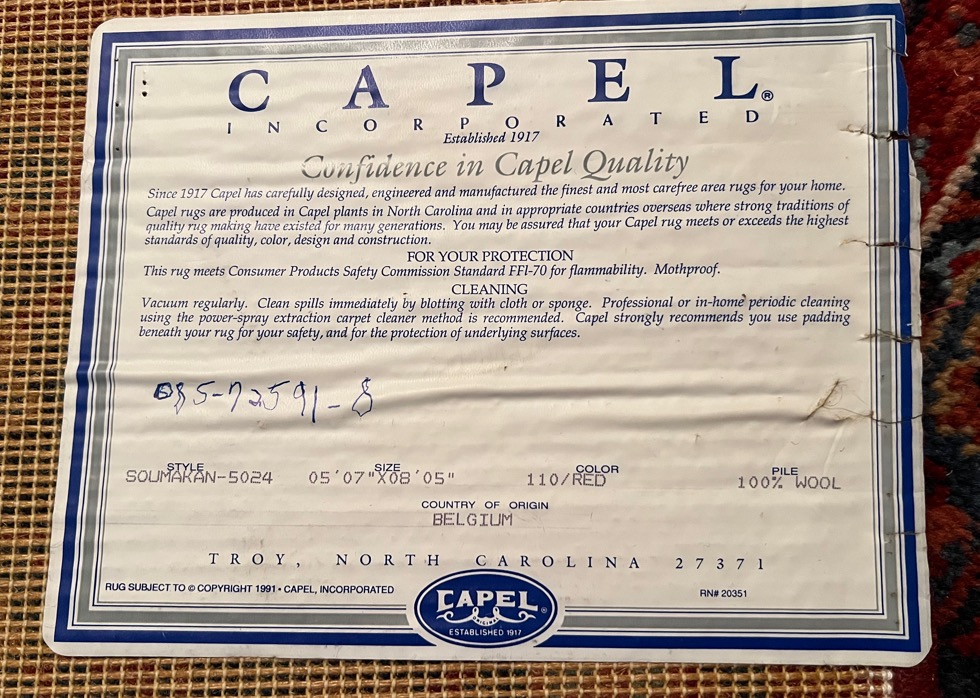 CAPEL®
INCORPORATED
Established 1917
Confidence in Capel Quality
Since 1917 Capel has carefully designed, engineered and manufactured the finest and most carefree area rugs for your home.
Capel rugs are produced in Capel plants in North Carolina and in appropriate countries overseas where strong traditions of
quality rug making have existed for many generations. You may be assured that your Capel rug meets or exceeds the highest
standards of quality, color, design and construction.
FOR YOUR PROTECTION
This rug meets Consumer Products Safety Commission Standard FFI-70 for flammability. Mothproof.
CLEANING
Vacuum regularly. Clean spills immediately by blotting with cloth or sponge. Professional or in-home periodic cleaning
using the power-spray extraction carpet cleaner method is recommended. Capel strongly recommends you use padding
beneath your rug for your safety, and for the protection of underlying surfaces.
STYLE SIZE COLOR PILE
SOUMAKAN-5024 05'07"X08'05" 110/RED 100% WOOL
COUNTRY OF ORIGIN
BELGIUM
TROY, NORTH CAROLINA 27371
RUG SUBJECT TO © COPYRIGHT 1991 • CAPEL, INCORPORATED RN# 20351
CAPEL®
ORIGINAL
ESTABLISHED 1917